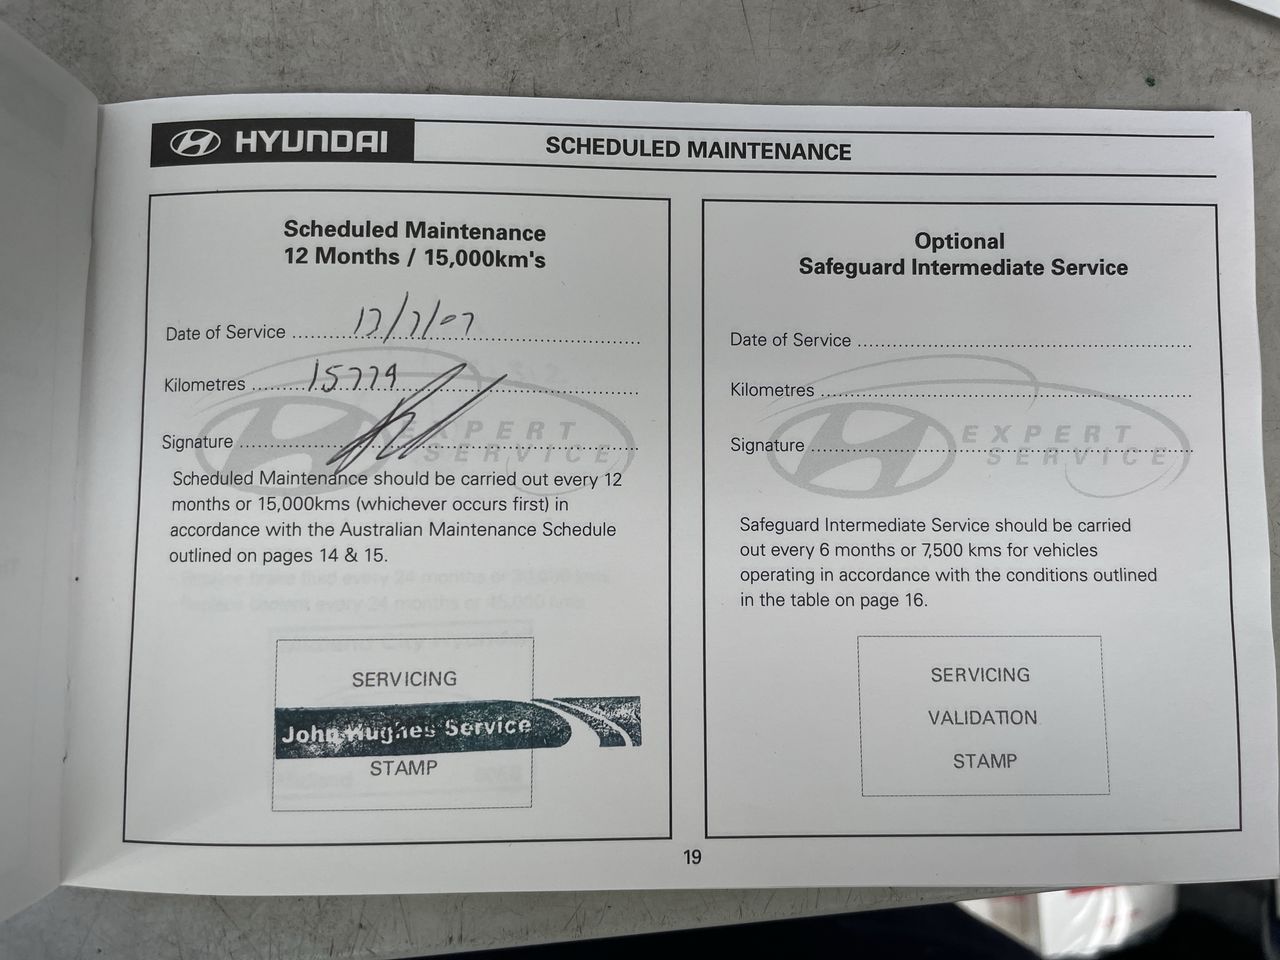 HYUNDAI
SCHEDULED MAINTENANCE
Scheduled Maintenance
12 Months / 15,000km's
Date of Service 17/7/07
Kilometres 15779
Signature
EXPERT
SERVICE
Scheduled Maintenance should be carried out every 12
months or 15,000kms (whichever occurs first) in
accordance with the Australian Maintenance Schedule
outlined on pages 14 & 15.
SERVICING
John Hughes Service
STAMP
Optional
Safeguard Intermediate Service
Date of Service
Kilometres
Signature
EXPERT
SERVICE
Safeguard Intermediate Service should be carried
out every 6 months or 7,500 kms for vehicles
operating in accordance with the conditions outlined
in the table on page 16.
SERVICING
VALIDATION
STAMP
19